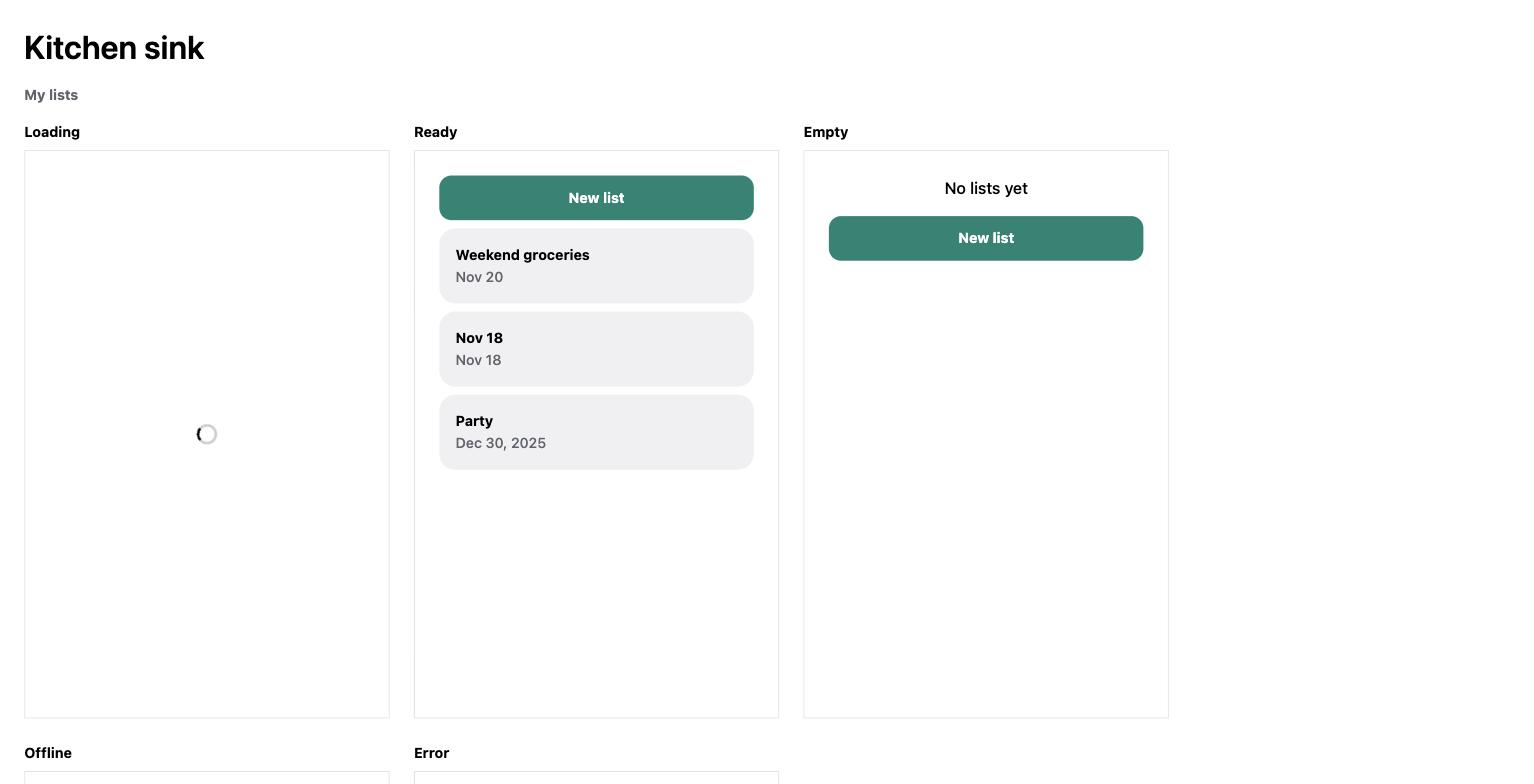 Kitchen sink
My lists
Loading
Ready
New list
Weekend groceries
Nov 20
Nov 18
Nov 18
Party
Dec 30, 2025
Empty
No lists yet
New list
Offline
Error